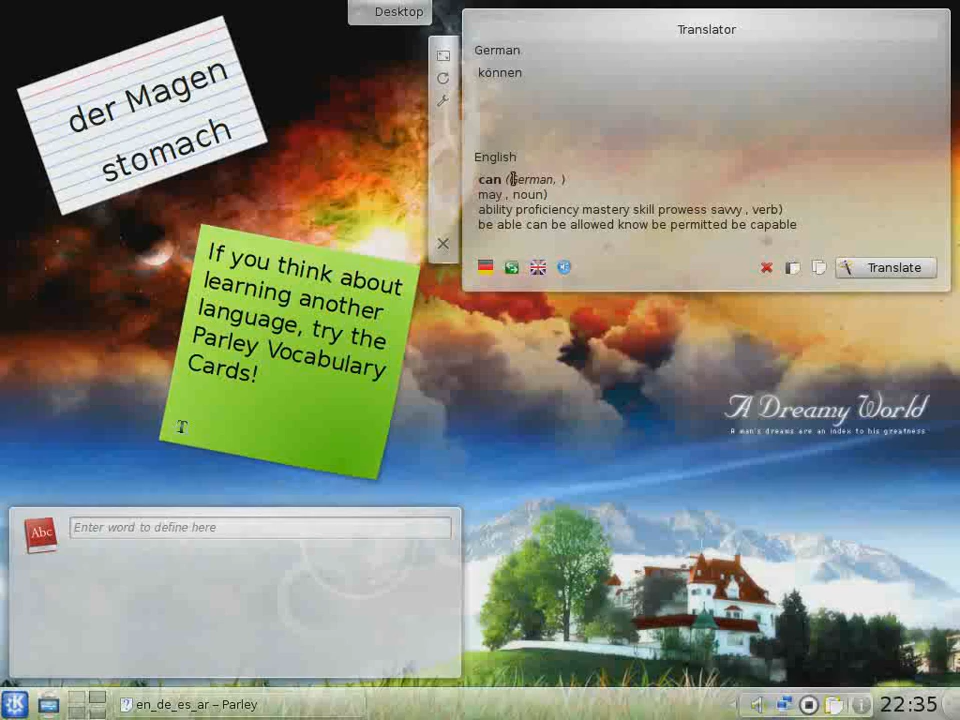 Desktop
der Magen
stomach
Translator
German
können
English
can (German, )
may , noun)
ability proficiency mastery skill prowess savvy , verb)
be able can be allowed know be permitted be capable
Translate
If you think about
learning another
language, try the
Parley Vocabulary
Cards!
A Dreamy World
A man's dreams are an index to his greatness
Abc
Enter word to define here
en_de_es_ar – Parley
22:35